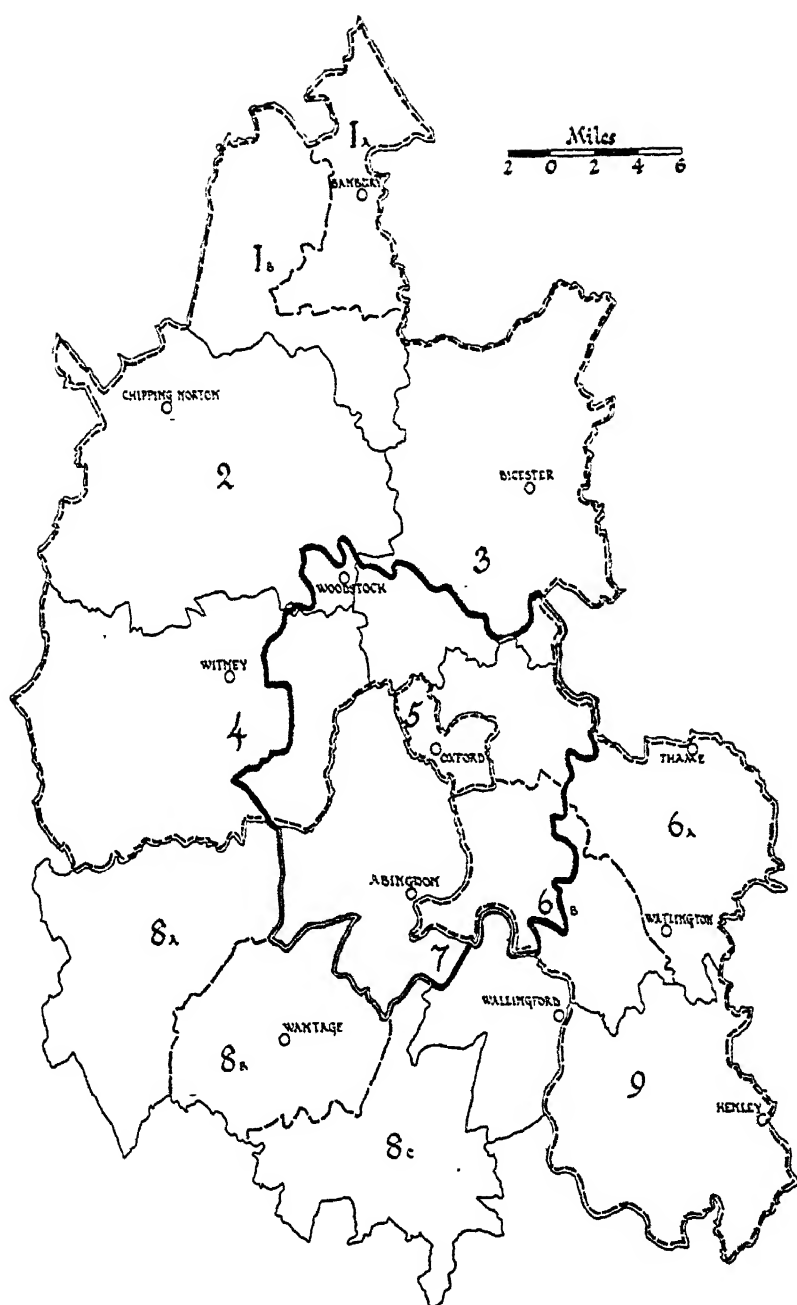 1A
Miles
2 0 2 4 6
BANBURY
1B
CHIPPING NORTON
2
BICESTER
3
WOODSTOCK
WITNEY
4
5
OXFORD
THAME
6A
ABINGDON
6B
WATLINGTON
8A
7
WALLINGFORD
WANTAGE
8B
9
HENLEY
8C